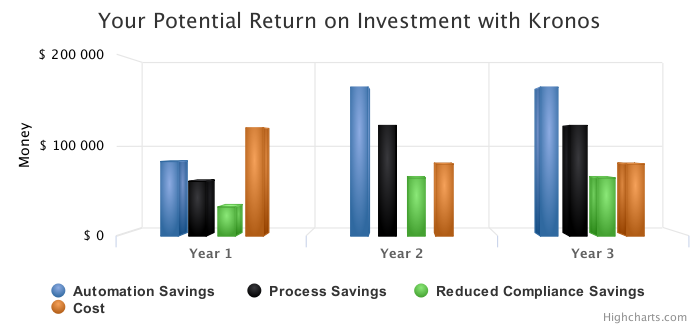 Your Potential Return on Investment with Kronos
$ 200 000
$ 100 000
$ 0
Money
Year 1
Year 2
Year 3
Automation Savings
Process Savings
Reduced Compliance Savings
Cost
Highcharts.com